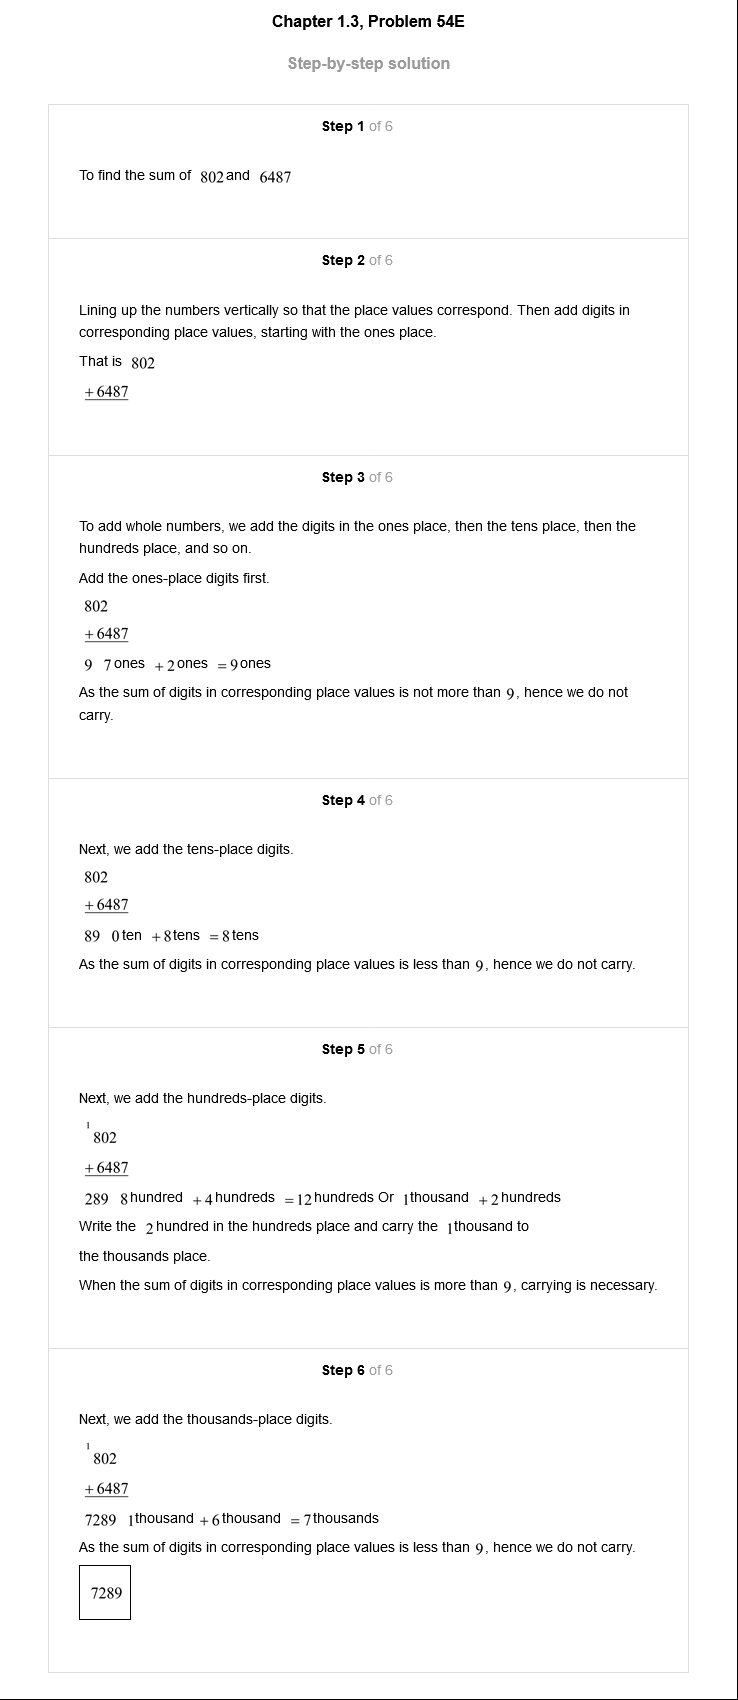 Chapter 1.3, Problem 54E
Step-by-step solution
Step 1 of 6
To find the sum of 802 and 6487
Step 2 of 6
Lining up the numbers vertically so that the place values correspond. Then add digits in
corresponding place values, starting with the ones place.
That is 802
+ 6487
Step 3 of 6
To add whole numbers, we add the digits in the ones place, then the tens place, then the
hundreds place, and so on.
Add the ones-place digits first.
802
+ 6487
9 7 ones + 2 ones = 9 ones
As the sum of digits in corresponding place values is not more than 9, hence we do not
carry.
Step 4 of 6
Next, we add the tens-place digits.
802
+ 6487
89 0 ten + 8 tens = 8 tens
As the sum of digits in corresponding place values is less than 9, hence we do not carry.
Step 5 of 6
Next, we add the hundreds-place digits.
1
802
+ 6487
289 8 hundred + 4 hundreds = 12 hundreds Or 1 thousand + 2 hundreds
Write the 2 hundred in the hundreds place and carry the 1 thousand to
the thousands place.
When the sum of digits in corresponding place values is more than 9, carrying is necessary.
Step 6 of 6
Next, we add the thousands-place digits.
1
802
+ 6487
7289 1 thousand + 6 thousand = 7 thousands
As the sum of digits in corresponding place values is less than 9, hence we do not carry.
7289